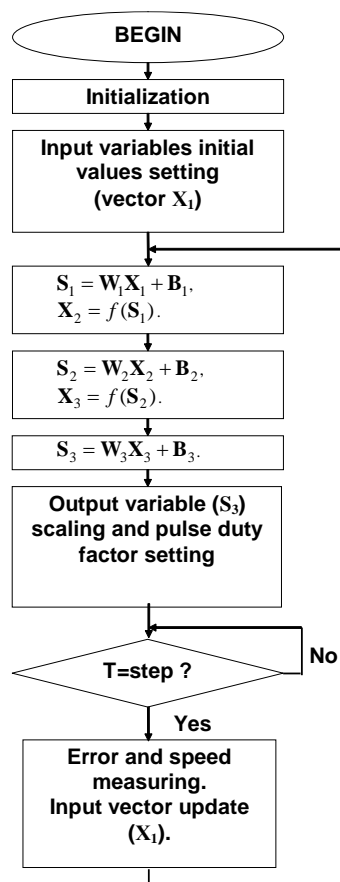 BEGIN
Initialization
Input variables initial
values setting
(vector X₁)
S₁ = W₁X₁ + B₁,
X₂ = f(S₁).
S₂ = W₂X₂ + B₂,
X₃ = f(S₂).
S₃ = W₃X₃ + B₃.
Output variable (S₃)
scaling and pulse duty
factor setting
T=step ?
No
Yes
Error and speed
measuring.
Input vector update
(X₁).